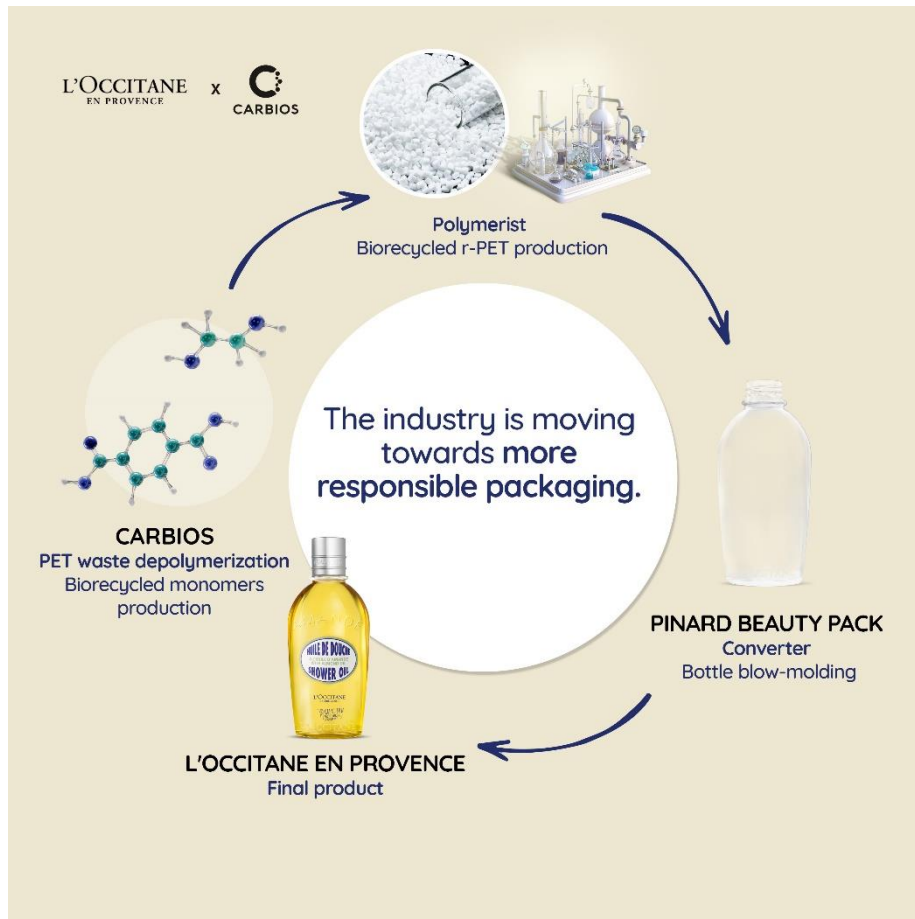 L'OCCITANE
EN PROVENCE
x
CARBIOS
Polymerist
Biorecycled r-PET production
The industry is moving
towards more
responsible packaging.
CARBIOS
PET waste depolymerization
Biorecycled monomers
production
PINARD BEAUTY PACK
Converter
Bottle blow-molding
HUILE DE DOUCHE
SHOWER OIL
L'OCCITANE
L'OCCITANE EN PROVENCE
Final product